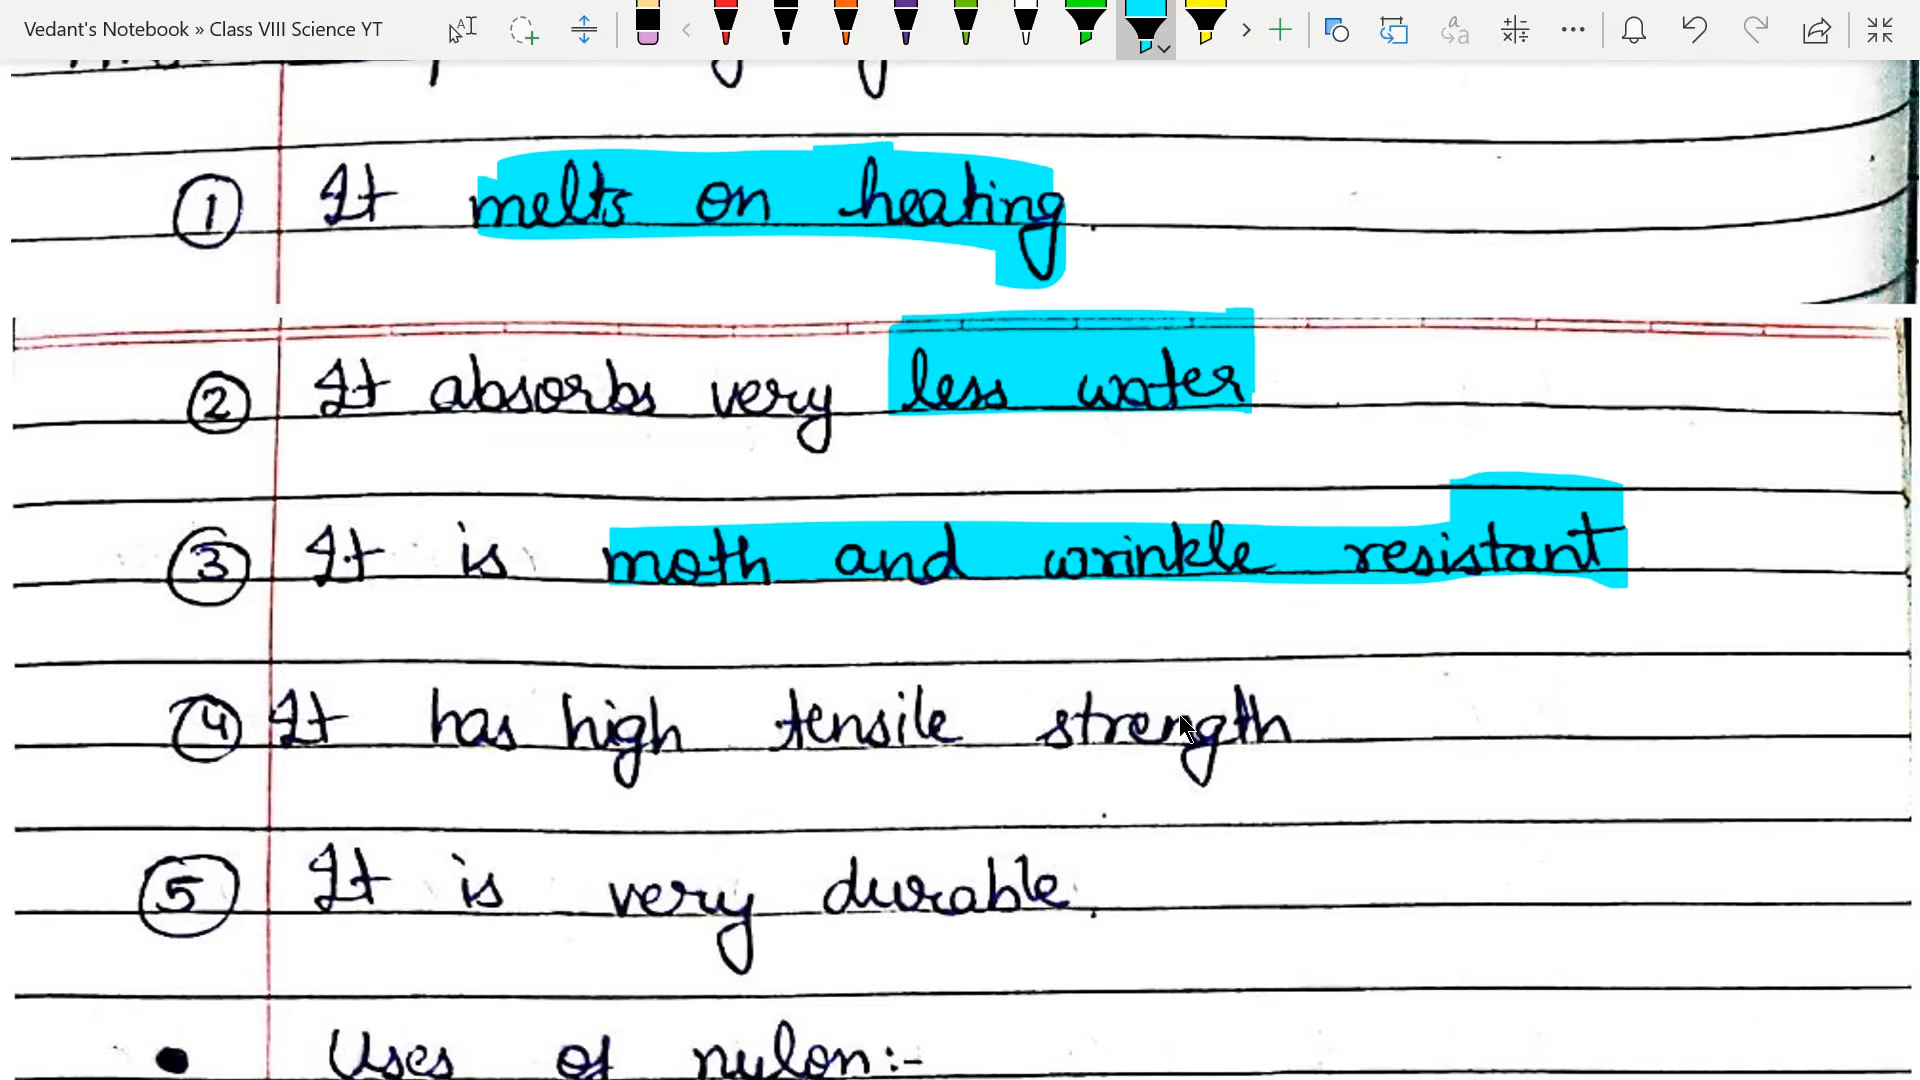 Vedant's Notebook » Class VIII Science YT
① It melts on heating.
② It absorbs very less water
③ It is moth and wrinkle resistant
④ It has high tensile strength
⑤ It is very durable.
• Uses of nylon:-